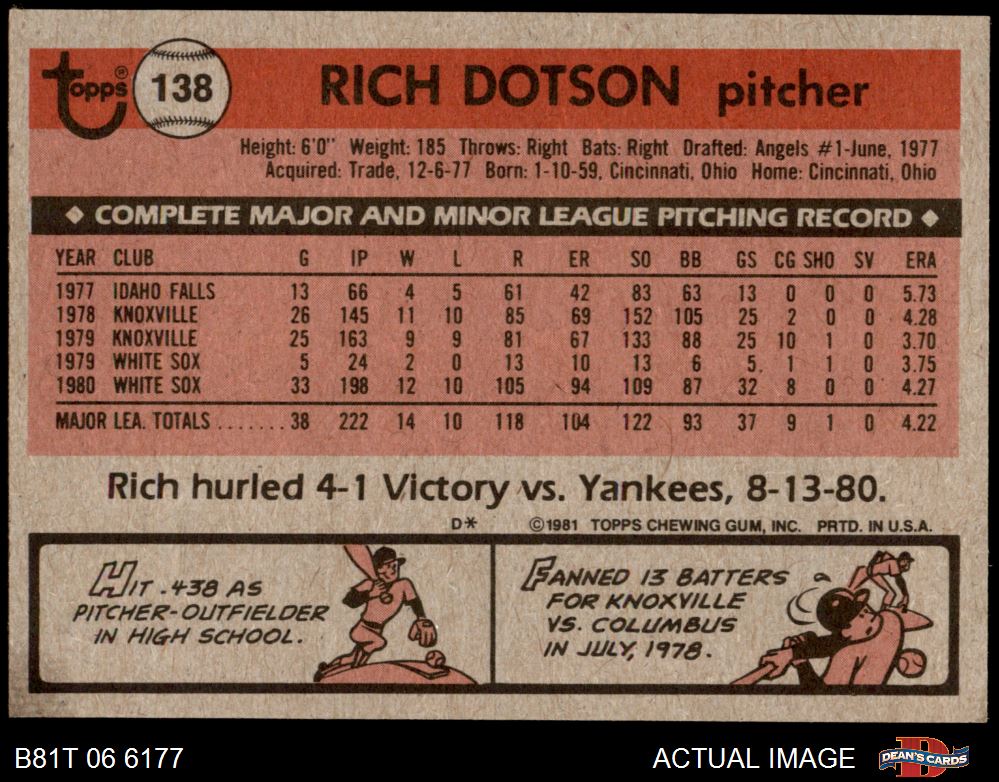 topps® 138 RICH DOTSON pitcher
Height: 6'0" Weight: 185 Throws: Right Bats: Right Drafted: Angels #1-June, 1977
Acquired: Trade, 12-6-77 Born: 1-10-59, Cincinnati, Ohio Home: Cincinnati, Ohio
◆ COMPLETE MAJOR AND MINOR LEAGUE PITCHING RECORD ◆
YEAR CLUB G IP W L R ER SO BB GS CG SHO SV ERA
1977 IDAHO FALLS 13 66 4 5 61 42 83 63 13 0 0 0 5.73
1978 KNOXVILLE 26 145 11 10 85 69 152 105 25 2 0 0 4.28
1979 KNOXVILLE 25 163 9 9 81 67 133 88 25 10 1 0 3.70
1979 WHITE SOX 5 24 2 0 13 10 13 6 5 1 1 0 3.75
1980 WHITE SOX 33 198 12 10 105 94 109 87 32 8 0 0 4.27
MAJOR LEA. TOTALS ....... 38 222 14 10 118 104 122 93 37 9 1 0 4.22
Rich hurled 4-1 Victory vs. Yankees, 8-13-80.
D* ©1981 TOPPS CHEWING GUM, INC. PRTD. IN U.S.A.
HIT .438 AS
PITCHER-OUTFIELDER
IN HIGH SCHOOL.
FANNED 13 BATTERS
FOR KNOXVILLE
VS. COLUMBUS
IN JULY, 1978.
B81T 06 6177 ACTUAL IMAGE DEAN'S CARDS